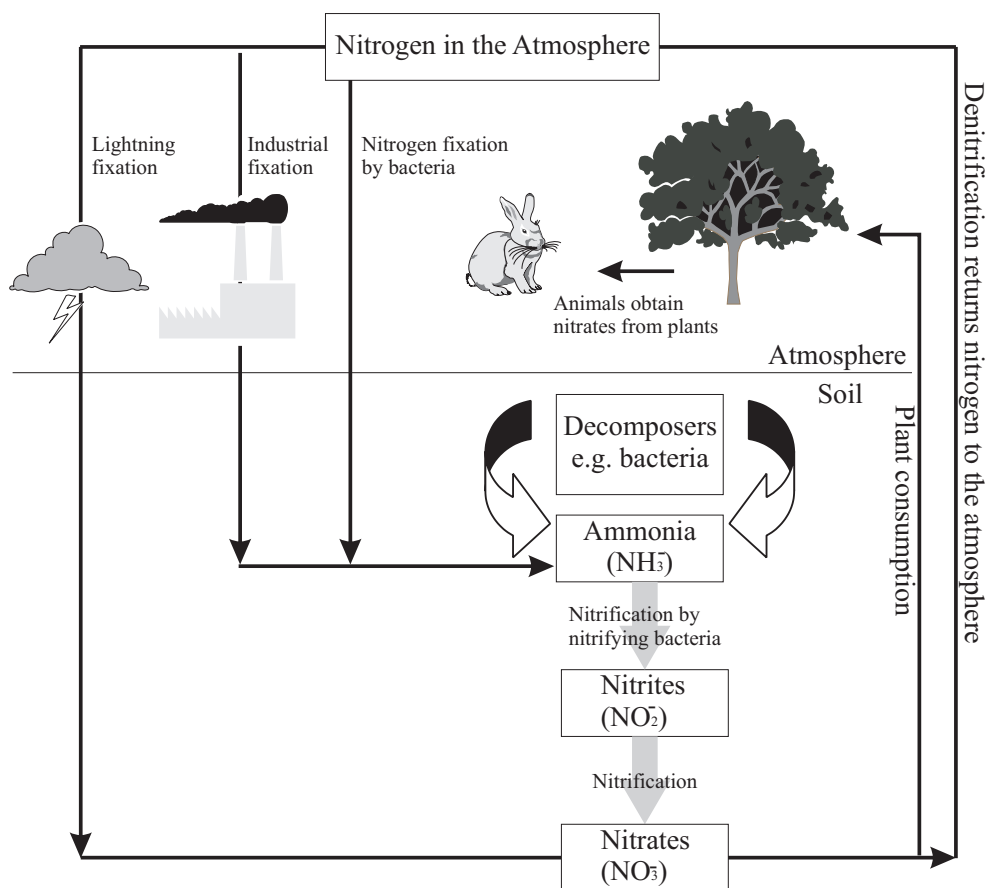 Nitrogen in the Atmosphere
Lightning
fixation
Industrial
fixation
Nitrogen fixation
by bacteria
Animals obtain
nitrates from plants
Atmosphere
Soil
Denitrification returns nitrogen to the atmosphere
Plant consumption
Decomposers
e.g. bacteria
Ammonia
(NH₃⁻)
Nitrification by
nitrifying bacteria
Nitrites
(NO₂⁻)
Nitrification
Nitrates
(NO₃⁻)